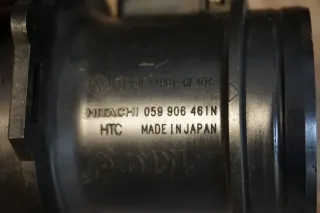 HITACHI 059 906 461N
HTC MADE IN JAPAN